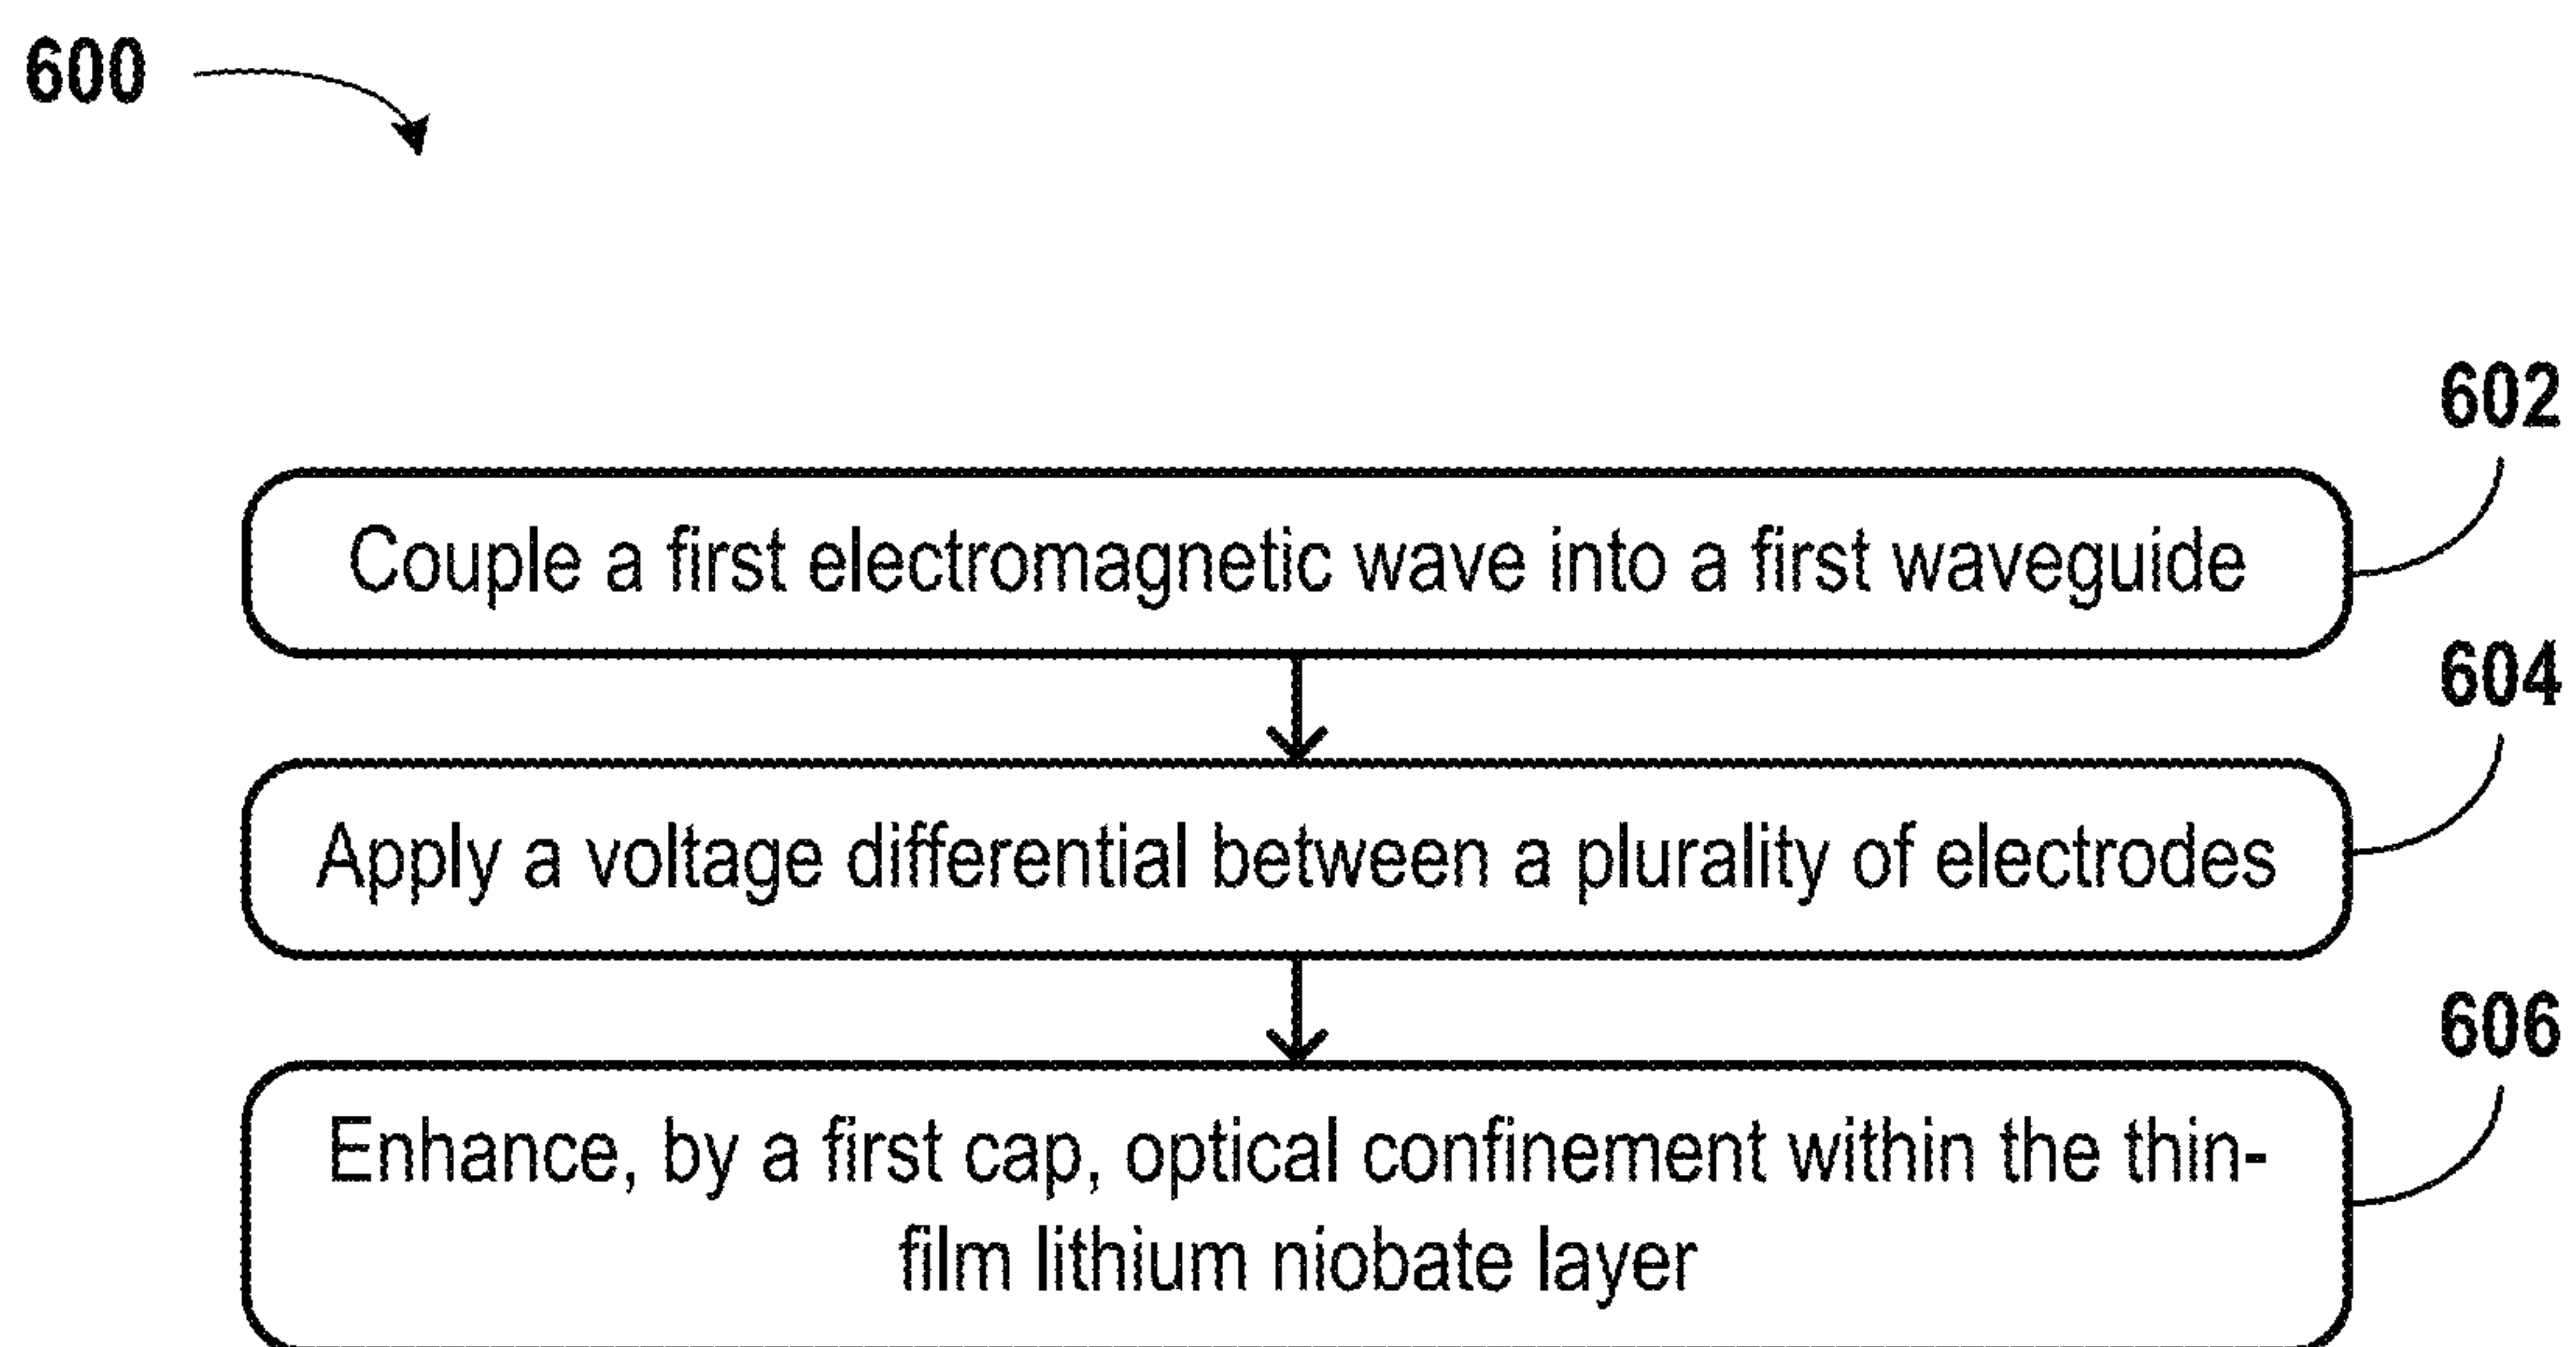 600
602
Couple a first electromagnetic wave into a first waveguide
604
Apply a voltage differential between a plurality of electrodes
606
Enhance, by a first cap, optical confinement within the thin-
film lithium niobate layer